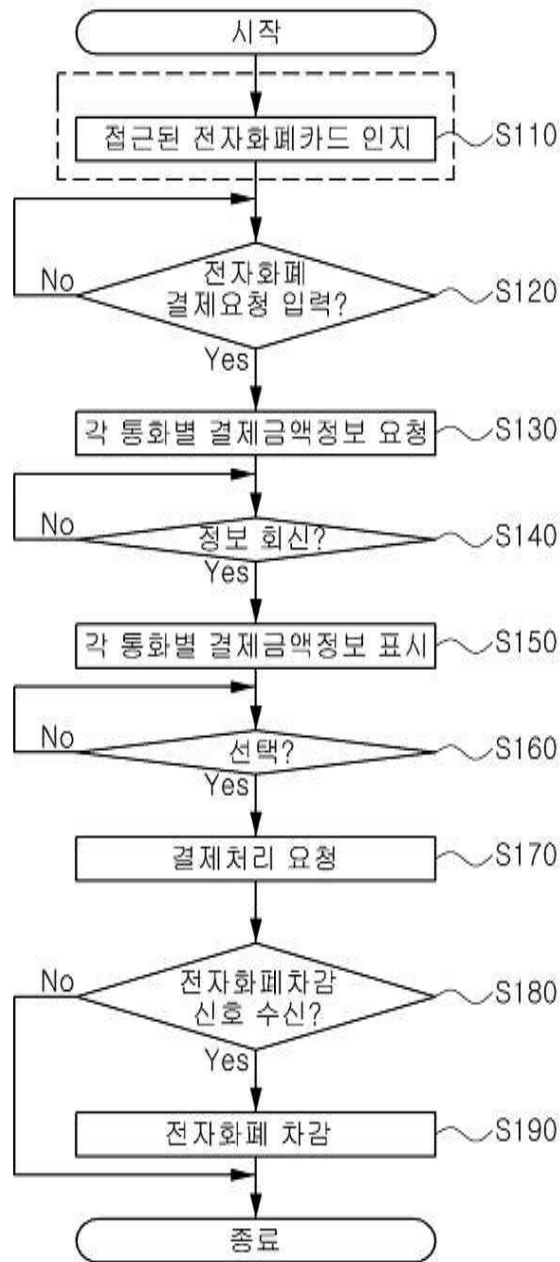 시작
접근된 전자화폐카드 인지
S110
No
전자화폐
결제요청 입력?
S120
Yes
각 통화별 결제금액정보 요청
S130
No
정보 회신?
S140
Yes
각 통화별 결제금액정보 표시
S150
No
선택?
S160
Yes
결제처리 요청
S170
No
전자화폐차감
신호 수신?
S180
Yes
전자화폐 차감
S190
종료